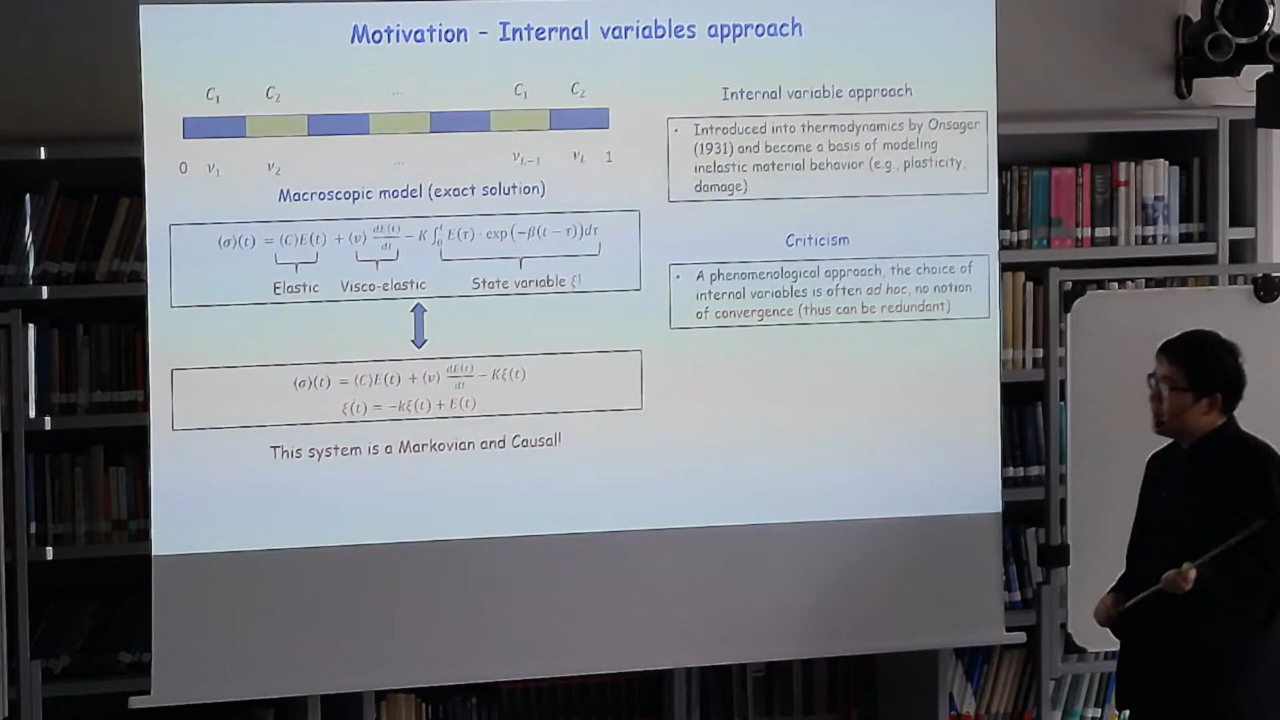 Motivation – Internal variables approach
C₁ C₂ ... C₁ C₂
0 ν₁ ν₂ ... ν_{L−1} ν_L 1
Macroscopic model (exact solution)
⟨σ⟩(t) = ⟨C⟩E(t) + ⟨ν⟩ dE(t)/dt − K ∫₀ᵗ E(τ) · exp(−β(t − τ))dτ
Elastic Visco-elastic State variable ξ!
⟨σ⟩(t) = ⟨C⟩E(t) + ⟨ν⟩ dE(t)/dt − Kξ(t)
ξ̇(t) = −kξ(t) + E(t)
This system is a Markovian and Causal!
Internal variable approach
• Introduced into thermodynamics by Onsager
(1931) and become a basis of modeling
inelastic material behavior (e.g., plasticity,
damage)
Criticism
• A phenomenological approach, the choice of
internal variables is often ad hoc, no notion
of convergence (thus can be redundant)